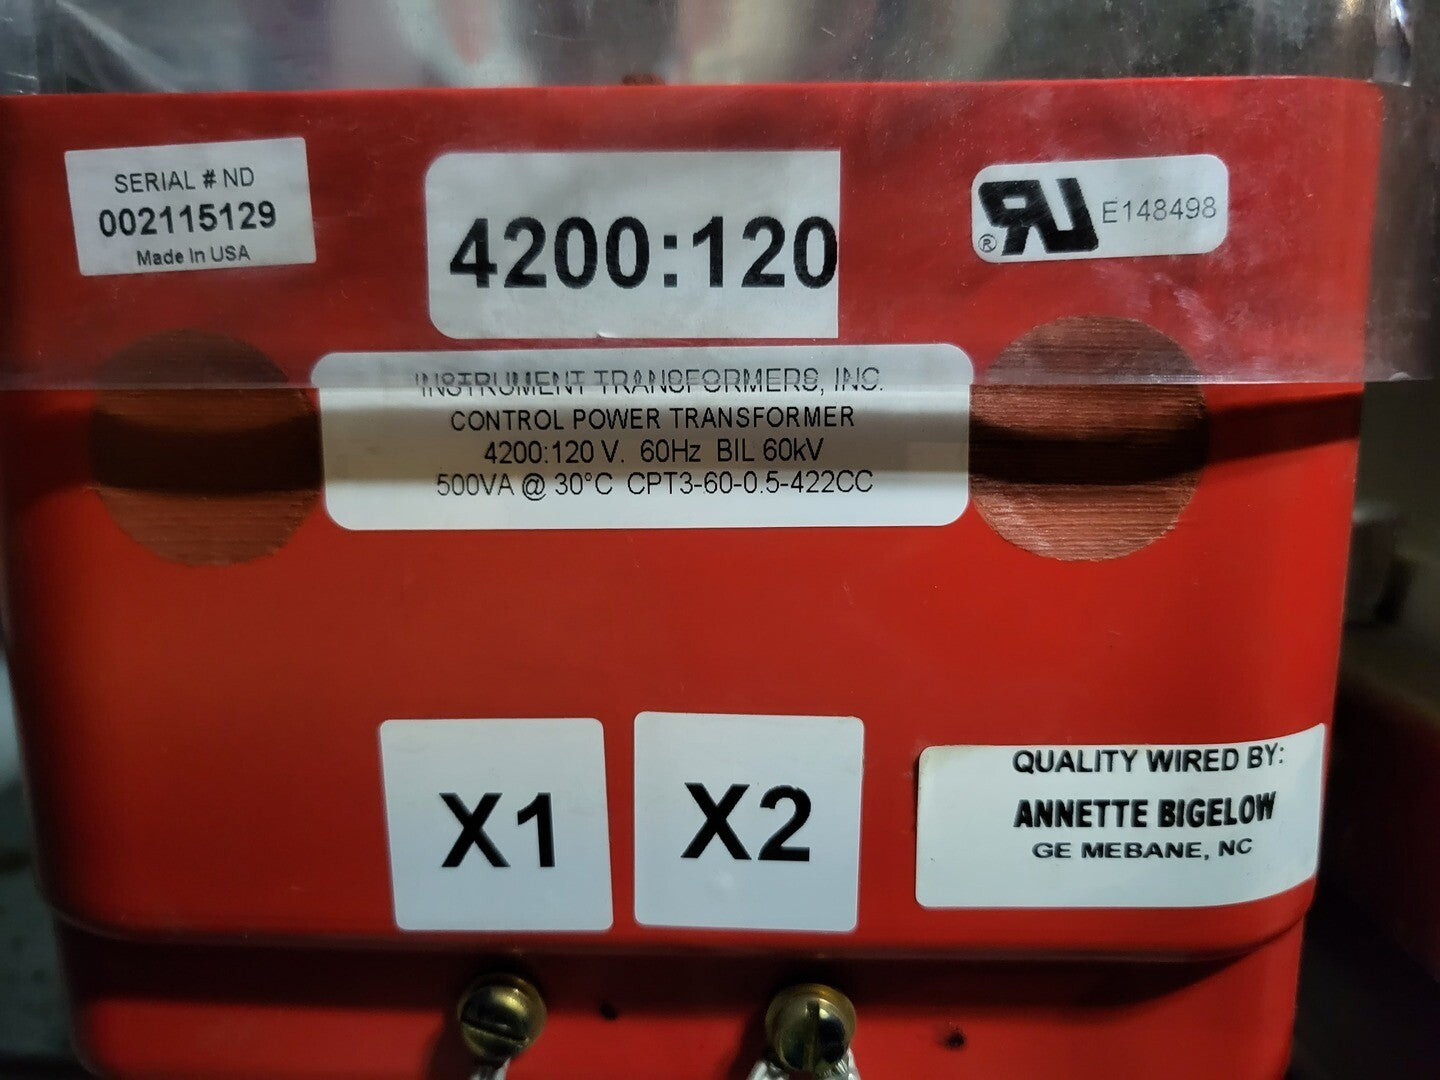 SERIAL # ND
002115129
Made In USA
4200:120
® RU E148498
INSTRUMENT TRANSFORMERS, INC.
CONTROL POWER TRANSFORMER
4200:120 V. 60Hz BIL 60kV
500VA @ 30°C CPT3-60-0.5-422CC
X1
X2
QUALITY WIRED BY:
ANNETTE BIGELOW
GE MEBANE, NC